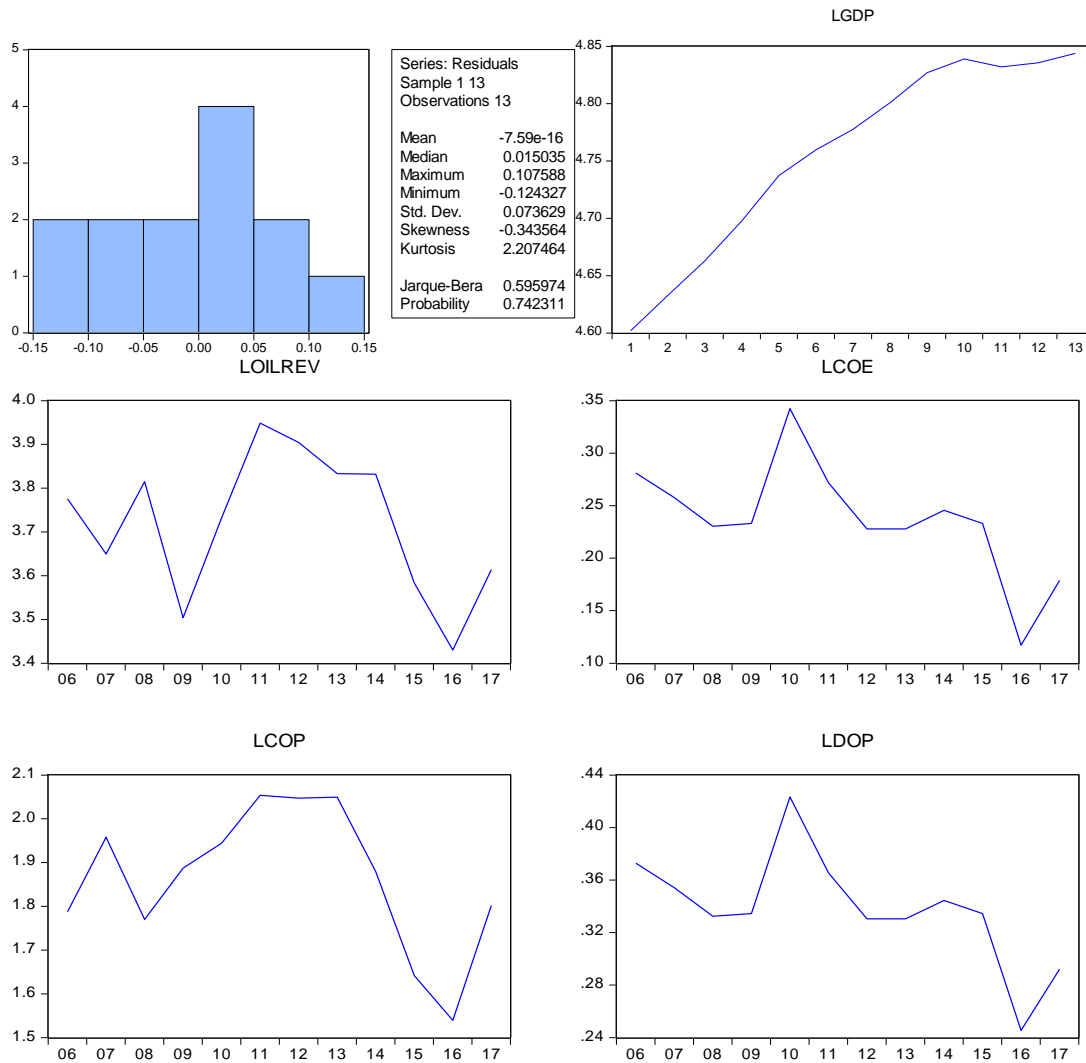 5
4
3
2
1
0
-0.15 -0.10 -0.05 0.00 0.05 0.10 0.15
Series: Residuals
Sample 1 13
Observations 13
Mean -7.59e-16
Median 0.015035
Maximum 0.107588
Minimum -0.124327
Std. Dev. 0.073629
Skewness -0.343564
Kurtosis 2.207464
Jarque-Bera 0.595974
Probability 0.742311
LGDP
4.85
4.80
4.75
4.70
4.65
4.60
1 2 3 4 5 6 7 8 9 10 11 12 13
LOILREV
4.0
3.9
3.8
3.7
3.6
3.5
3.4
06 07 08 09 10 11 12 13 14 15 16 17
LCOE
.35
.30
.25
.20
.15
.10
06 07 08 09 10 11 12 13 14 15 16 17
LCOP
2.1
2.0
1.9
1.8
1.7
1.6
1.5
06 07 08 09 10 11 12 13 14 15 16 17
LDOP
.44
.40
.36
.32
.28
.24
06 07 08 09 10 11 12 13 14 15 16 17